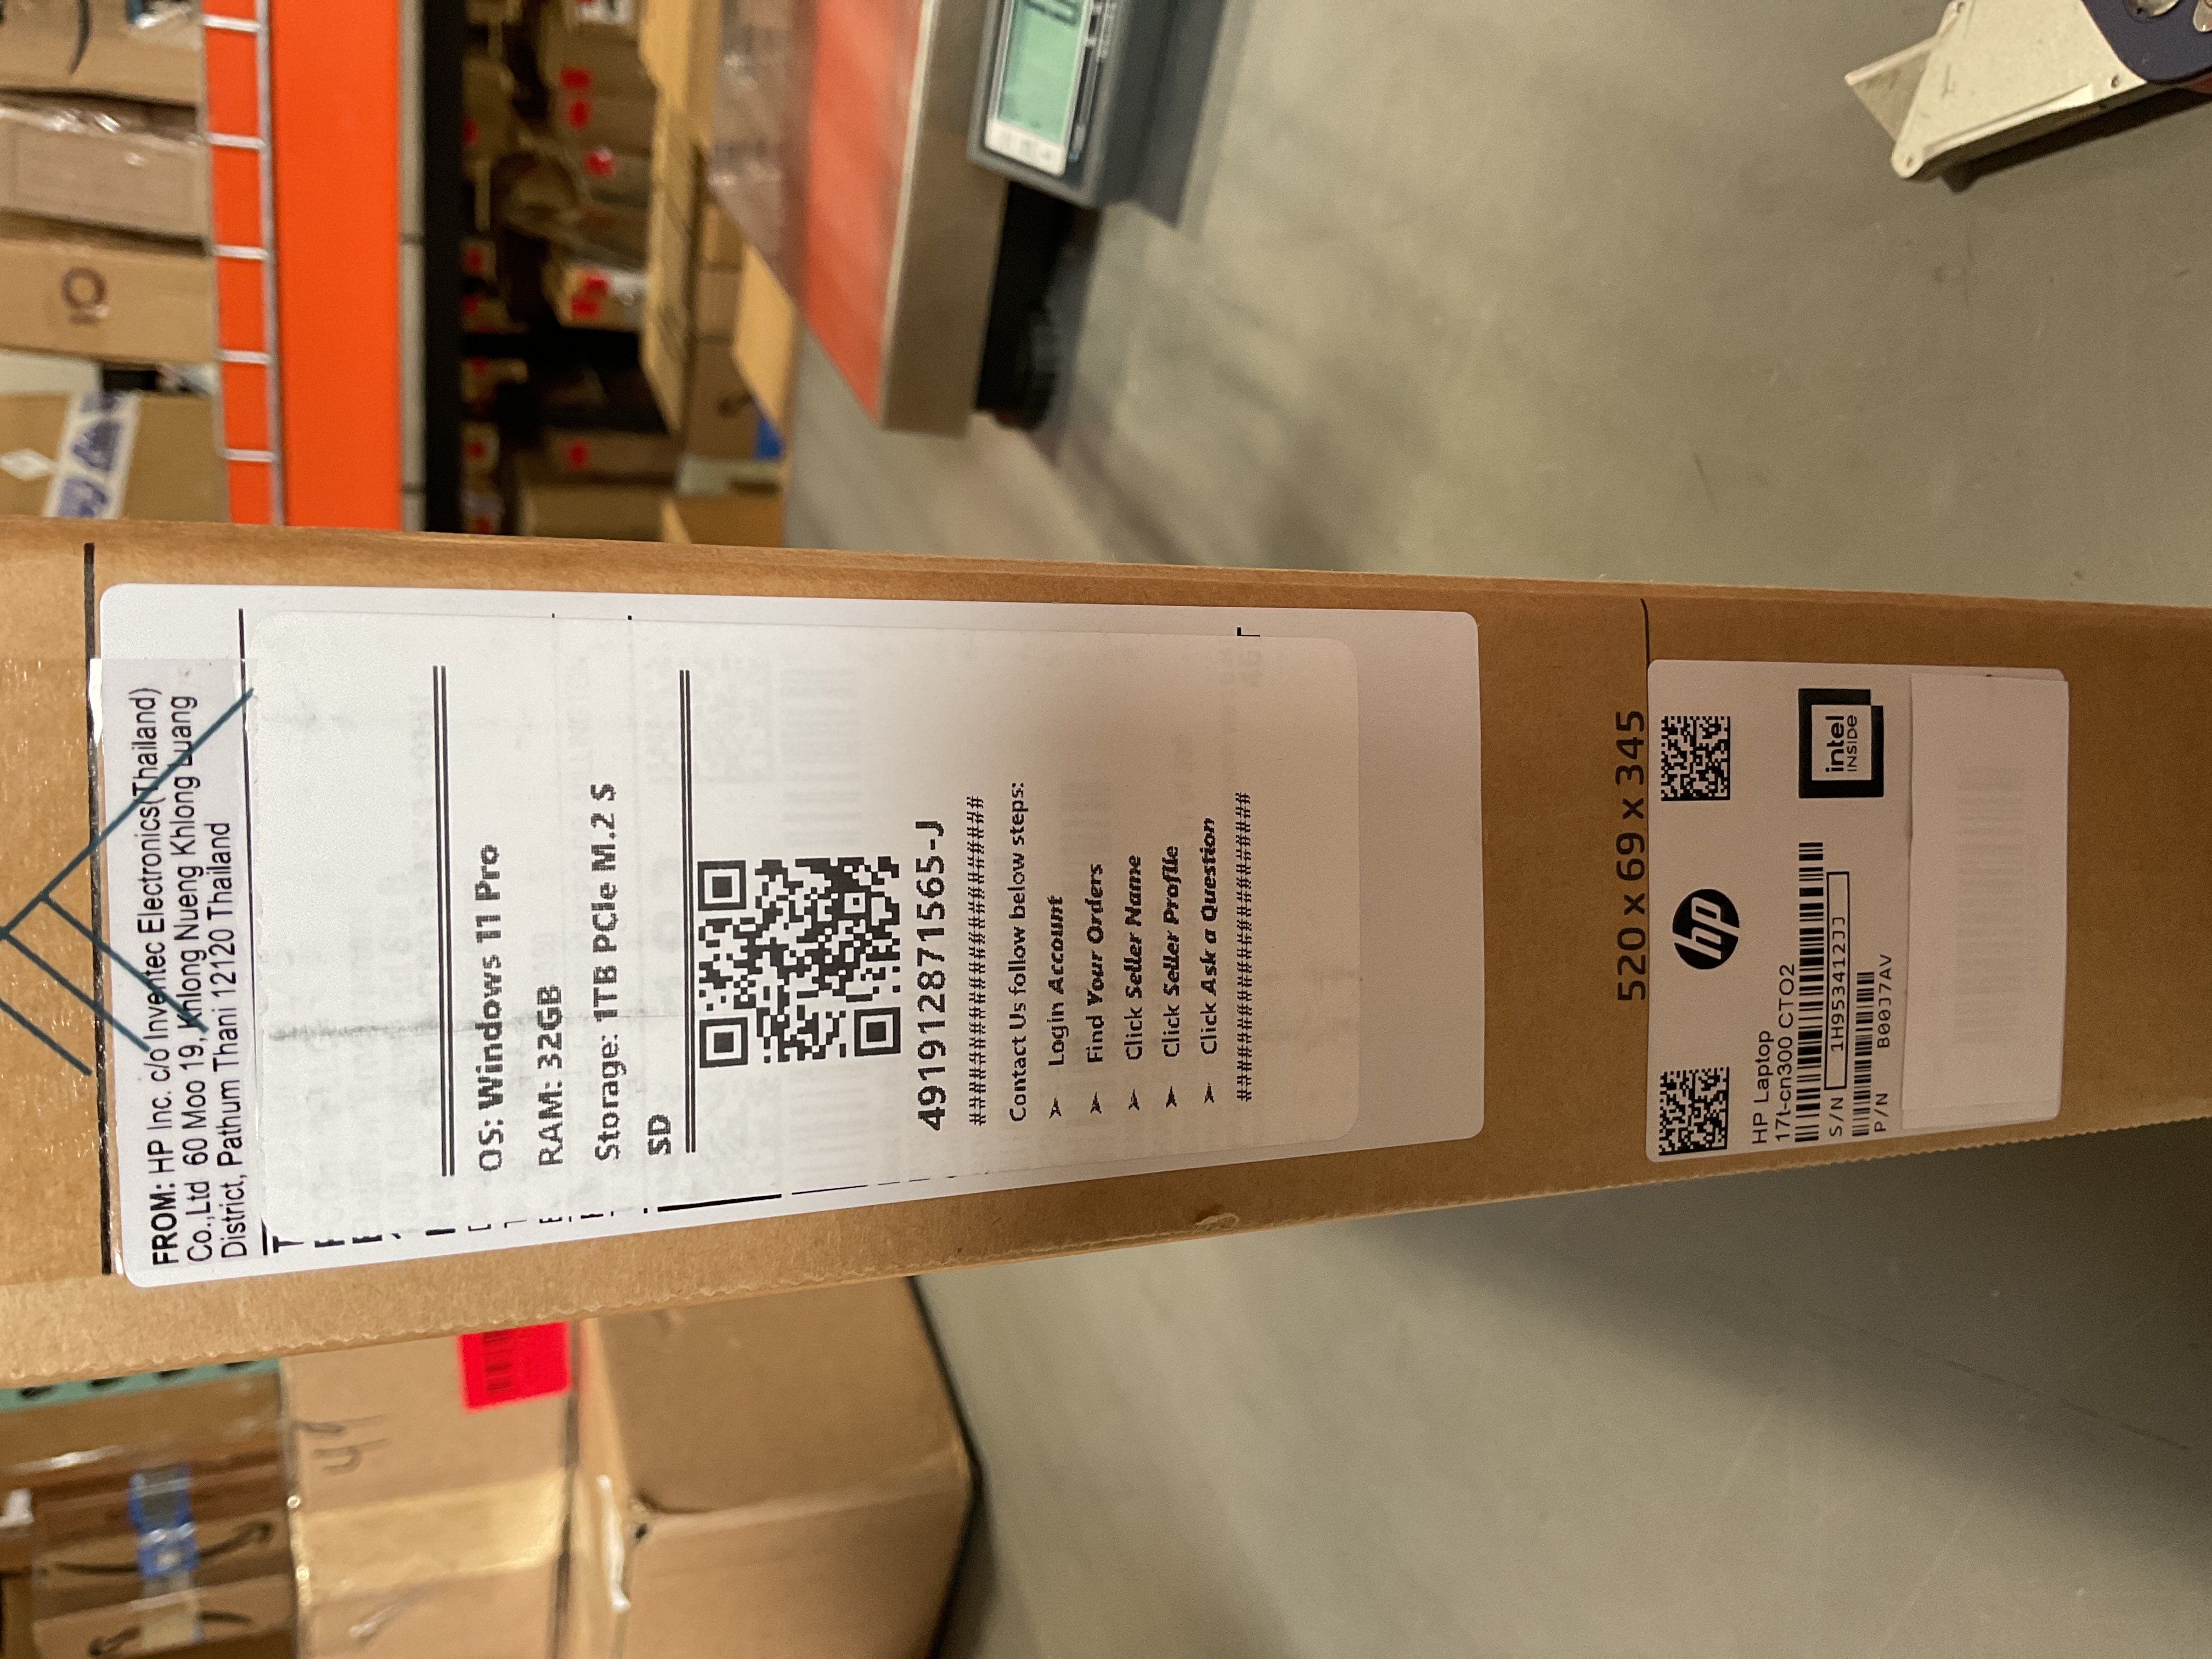 FROM: HP Inc. c/o Inventec Electronics(Thailand)
Co.,Ltd 60 Moo 19, Khlong Nueng Khlong Luang
District, Pathum Thani 12120 Thailand
OS: Windows 11 Pro
RAM: 32GB
Storage: 1TB PCIe M.2 S
SD
4919128715​65-J
############################
Contact Us follow below steps:
➤ Login Account
➤ Find Your Orders
➤ Click Seller Name
➤ Click Seller Profile
➤ Click Ask a Question
############################
520 x 69 x 345
hp
HP Laptop
17t-cn300 CTO2
S/N 1H953412JJ
P/N B00J7AV
intel
INSIDE